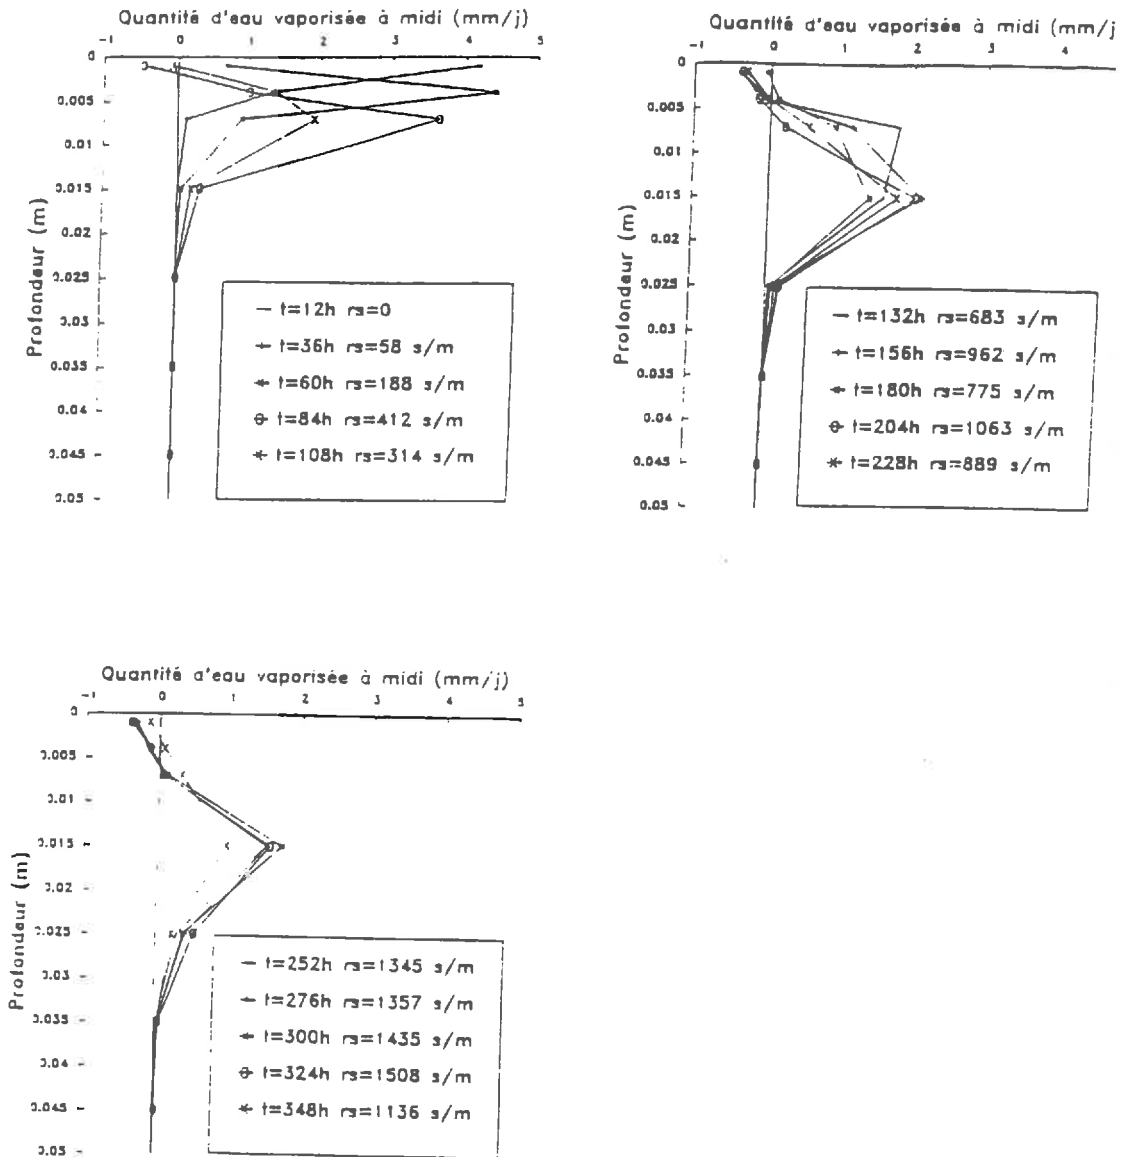 Quantité d'eau vaporisée à midi (mm/j)
-1 0 1 2 3 4 5
0
0.005
0.01
0.015
0.02
0.025
0.03
0.035
0.04
0.045
0.05
Profondeur (m)
t=12h rs=0
t=36h rs=58 s/m
t=60h rs=188 s/m
t=84h rs=412 s/m
t=108h rs=314 s/m
Quantité d'eau vaporisée à midi (mm/j
-1 0 1 2 3 4
0
0.005
0.01
0.015
0.02
0.025
0.03
0.035
0.04
0.045
0.05
Profondeur (m)
t=132h rs=683 s/m
t=156h rs=962 s/m
t=180h rs=775 s/m
t=204h rs=1063 s/m
t=228h rs=889 s/m
Quantité d'eau vaporisée à midi (mm/j)
-1 0 1 2 3 4 5
0
0.005
0.01
0.015
0.02
0.025
0.03
0.035
0.04
0.045
0.05
Profondeur (m)
t=252h rs=1345 s/m
t=276h rs=1357 s/m
t=300h rs=1435 s/m
t=324h rs=1508 s/m
t=348h rs=1136 s/m